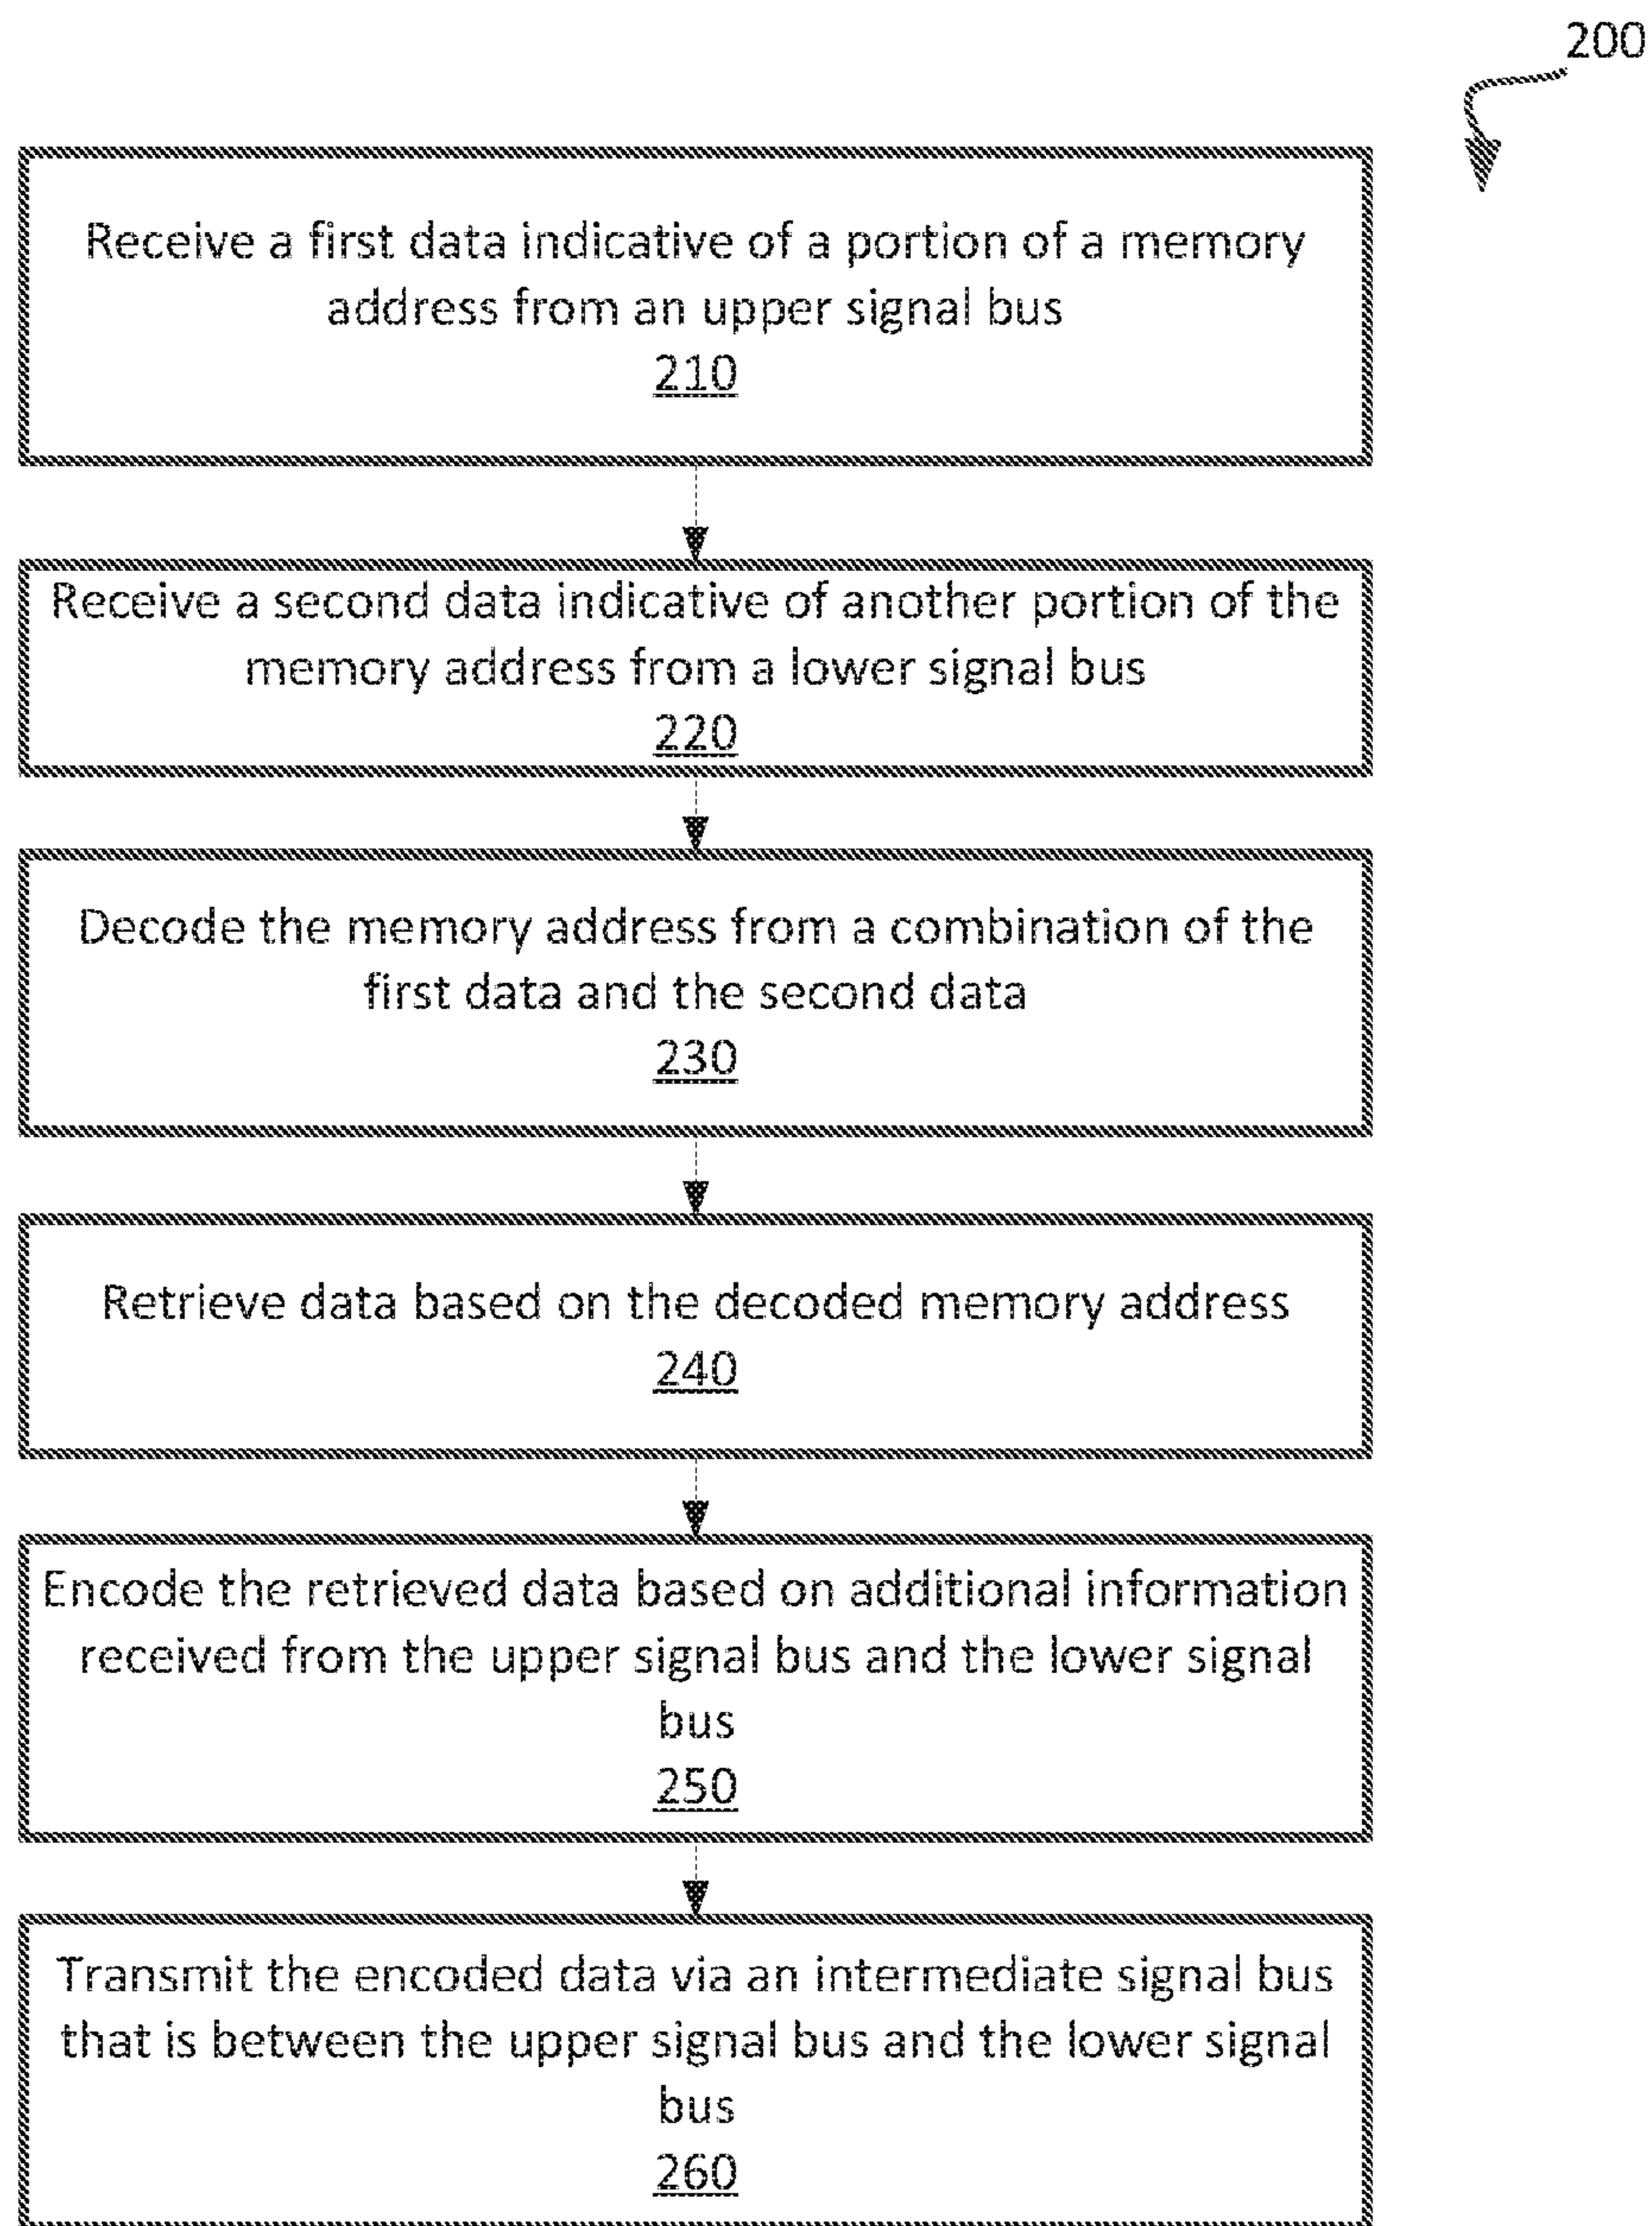 200
Receive a first data indicative of a portion of a memory
address from an upper signal bus
210
Receive a second data indicative of another portion of the
memory address from a lower signal bus
220
Decode the memory address from a combination of the
first data and the second data
230
Retrieve data based on the decoded memory address
240
Encode the retrieved data based on additional information
received from the upper signal bus and the lower signal
bus
250
Transmit the encoded data via an intermediate signal bus
that is between the upper signal bus and the lower signal
bus
260